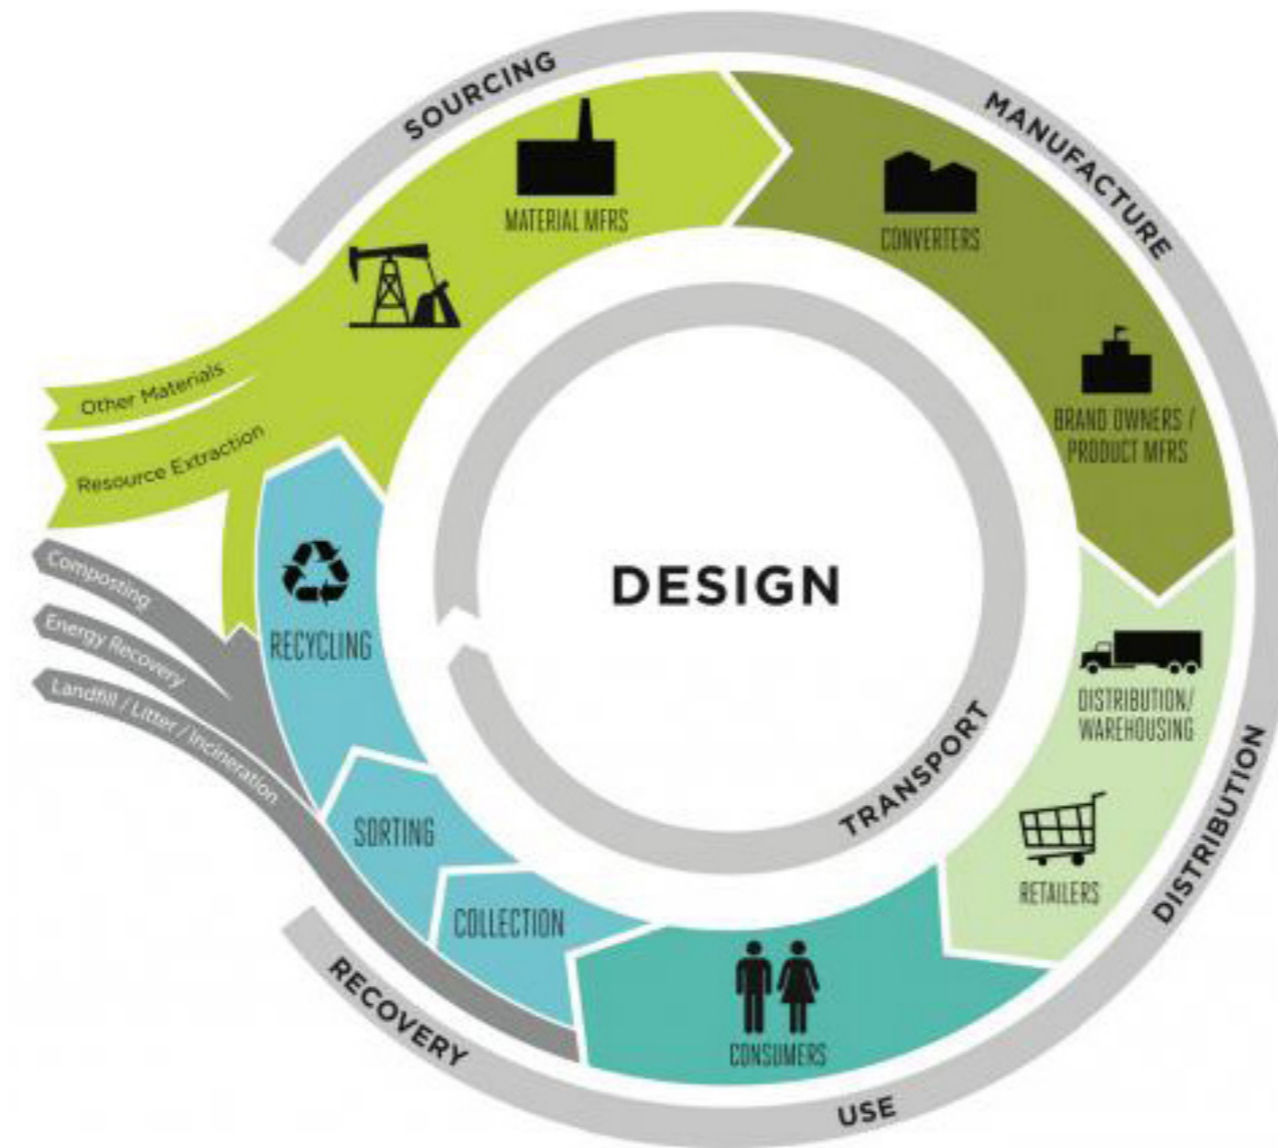 SOURCING
MANUFACTURE
MATERIAL MFRS
CONVERTERS
BRAND OWNERS /
PRODUCT MFRS
Other Materials
Resource Extraction
Composting
Energy Recovery
Landfill / Litter / Incineration
RECYCLING
DESIGN
DISTRIBUTION/
WAREHOUSING
TRANSPORT
DISTRIBUTION
SORTING
RETAILERS
COLLECTION
RECOVERY
CONSUMERS
USE